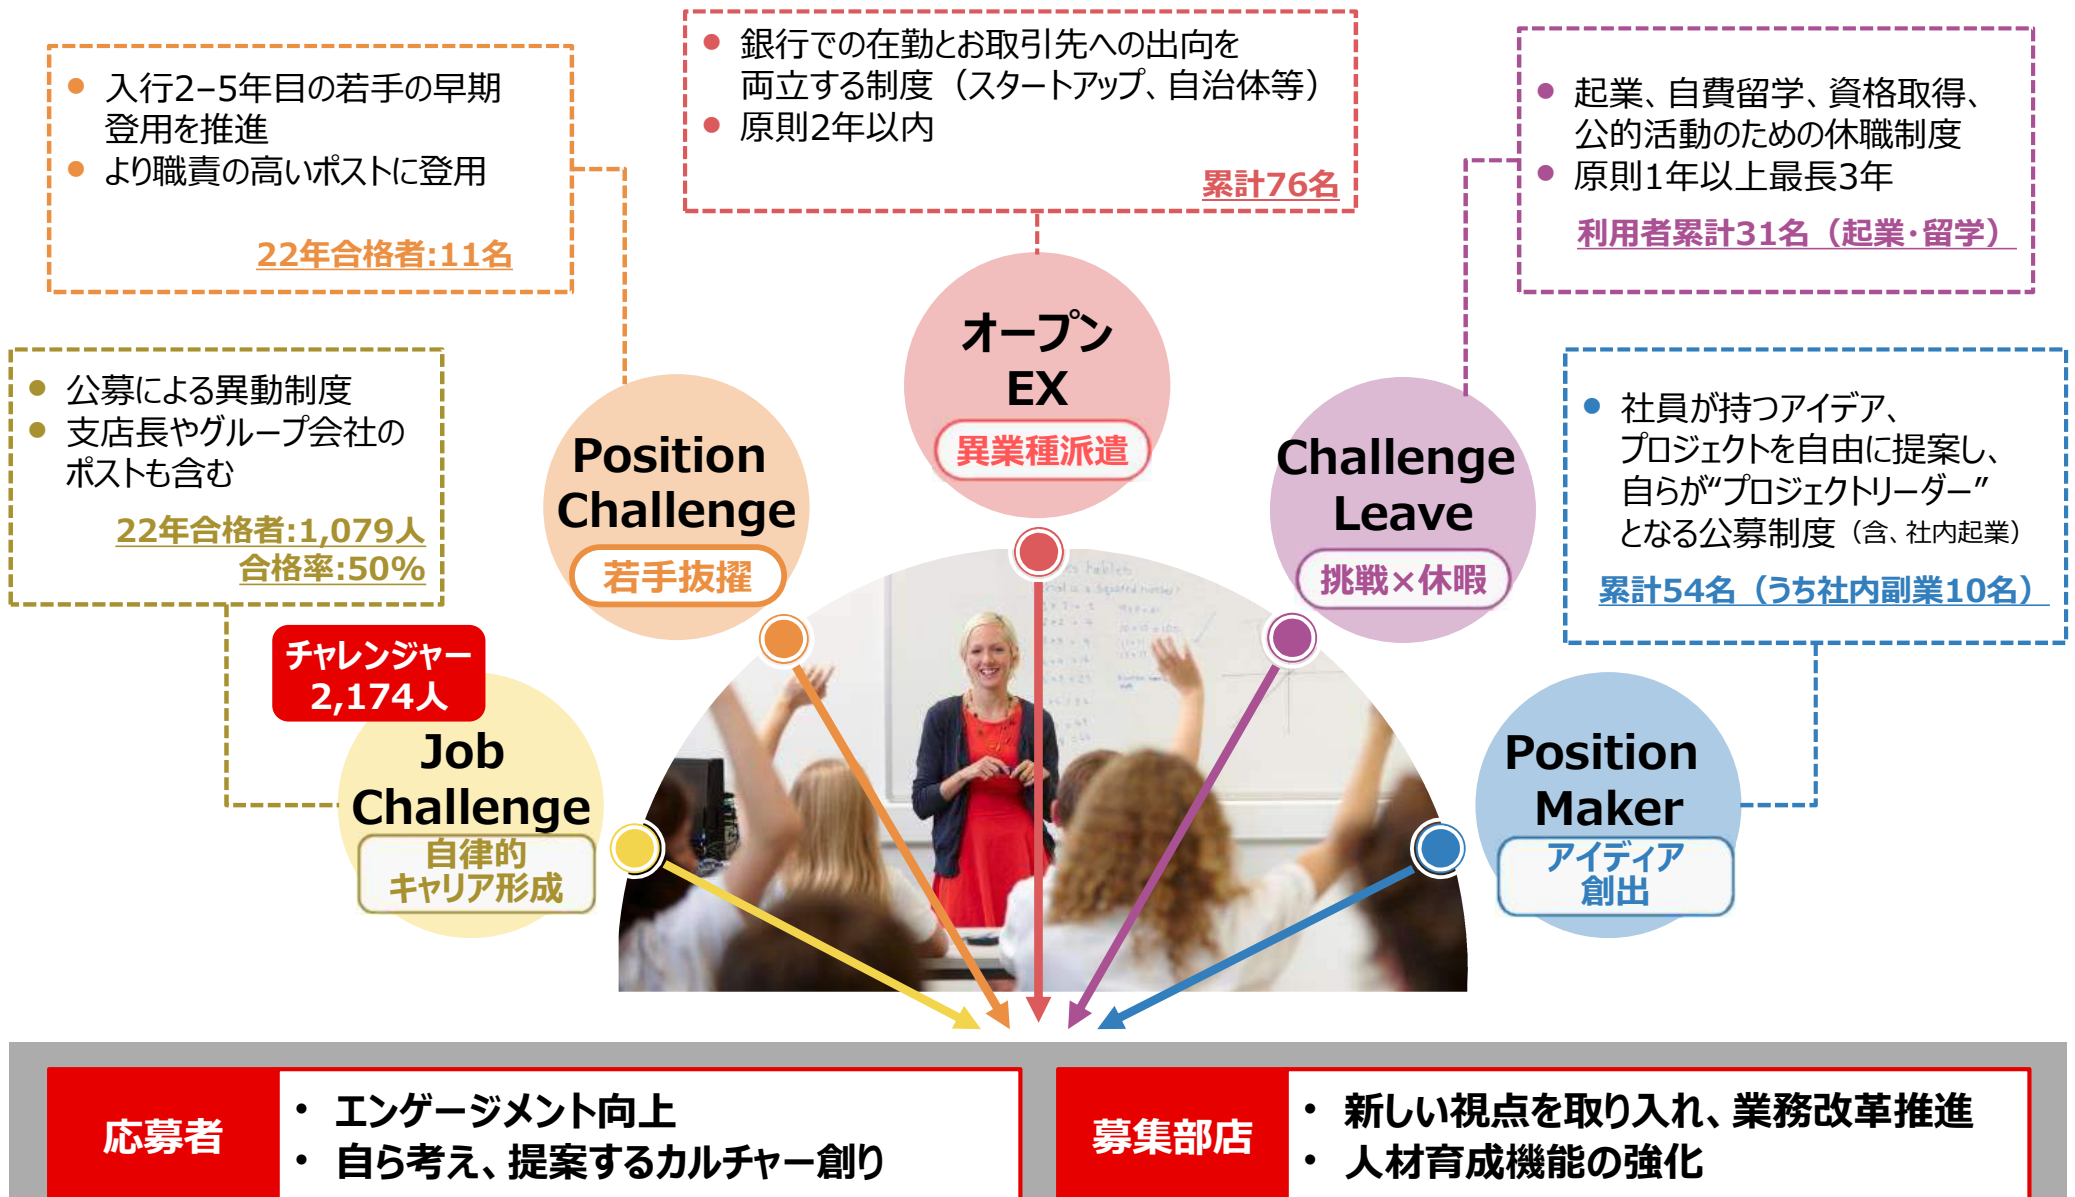 ● 入行2–5年目の若手の早期
登用を推進
● より職責の高いポストに登用
22年合格者:11名
● 銀行での在勤とお取引先への出向を
両立する制度（スタートアップ、自治体等）
● 原則2年以内
累計76名
● 起業、自費留学、資格取得、
公的活動のための休職制度
● 原則1年以上最長3年
利用者累計31名（起業・留学）
● 公募による異動制度
● 支店長やグループ会社の
ポストも含む
22年合格者:1,079人
合格率:50%
● 社員が持つアイデア、
プロジェクトを自由に提案し、
自らが“プロジェクトリーダー”
となる公募制度（含、社内起業）
累計54名（うち社内副業10名）
オープン
EX
異業種派遣
Position
Challenge
若手抜擢
Challenge
Leave
挑戦×休暇
チャレンジャー
2,174人
Job
Challenge
自律的
キャリア形成
Position
Maker
アイディア
創出
応募者
・ エンゲージメント向上
・ 自ら考え、提案するカルチャー創り
募集部店
・ 新しい視点を取り入れ、業務改革推進
・ 人材育成機能の強化